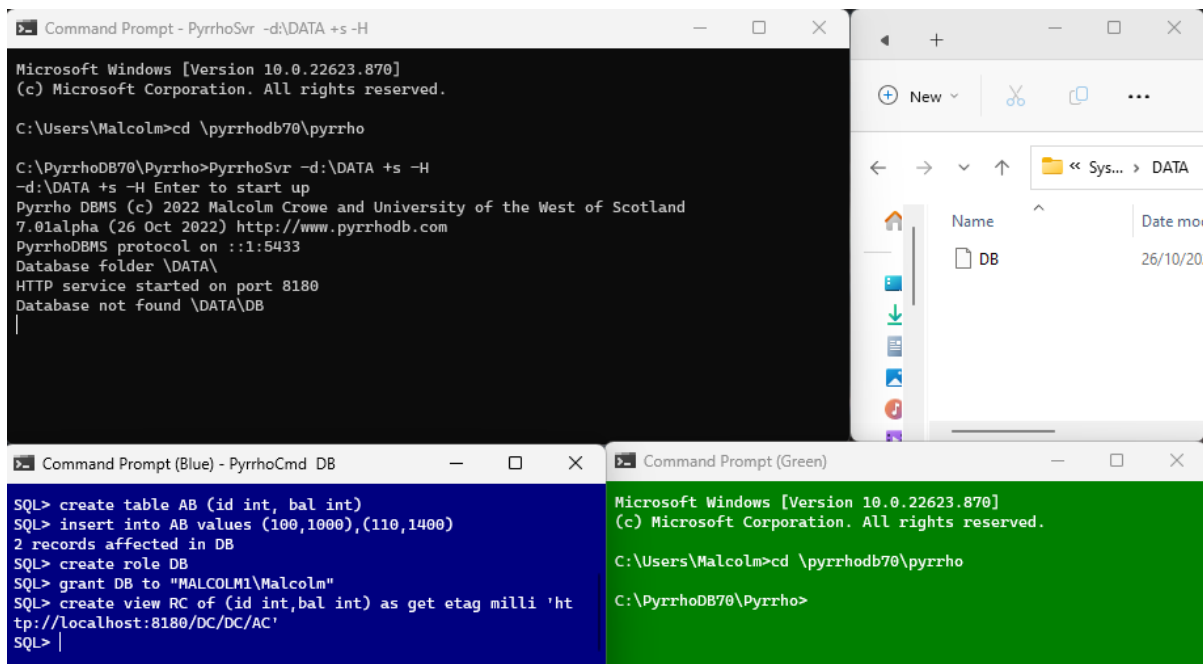 Command Prompt - PyrrhoSvr -d:\DATA +s -H
Microsoft Windows [Version 10.0.22623.870]
(c) Microsoft Corporation. All rights reserved.
C:\Users\Malcolm>cd \pyrrhodb70\pyrrho
C:\PyrrhoDB70\Pyrrho>PyrrhoSvr -d:\DATA +s -H
-d:\DATA +s -H Enter to start up
Pyrrho DBMS (c) 2022 Malcolm Crowe and University of the West of Scotland
7.01alpha (26 Oct 2022) http://www.pyrrhodb.com
PyrrhoDBMS protocol on ::1:5433
Database folder \DATA\
HTTP service started on port 8180
Database not found \DATA\DB
New
« Sys... › DATA
Name Date mo
DB 26/10/20
Command Prompt (Blue) - PyrrhoCmd DB
SQL> create table AB (id int, bal int)
SQL> insert into AB values (100,1000),(110,1400)
2 records affected in DB
SQL> create role DB
SQL> grant DB to "MALCOLM1\Malcolm"
SQL> create view RC of (id int,bal int) as get etag milli 'ht
tp://localhost:8180/DC/DC/AC'
SQL>
Command Prompt (Green)
Microsoft Windows [Version 10.0.22623.870]
(c) Microsoft Corporation. All rights reserved.
C:\Users\Malcolm>cd \pyrrhodb70\pyrrho
C:\PyrrhoDB70\Pyrrho>